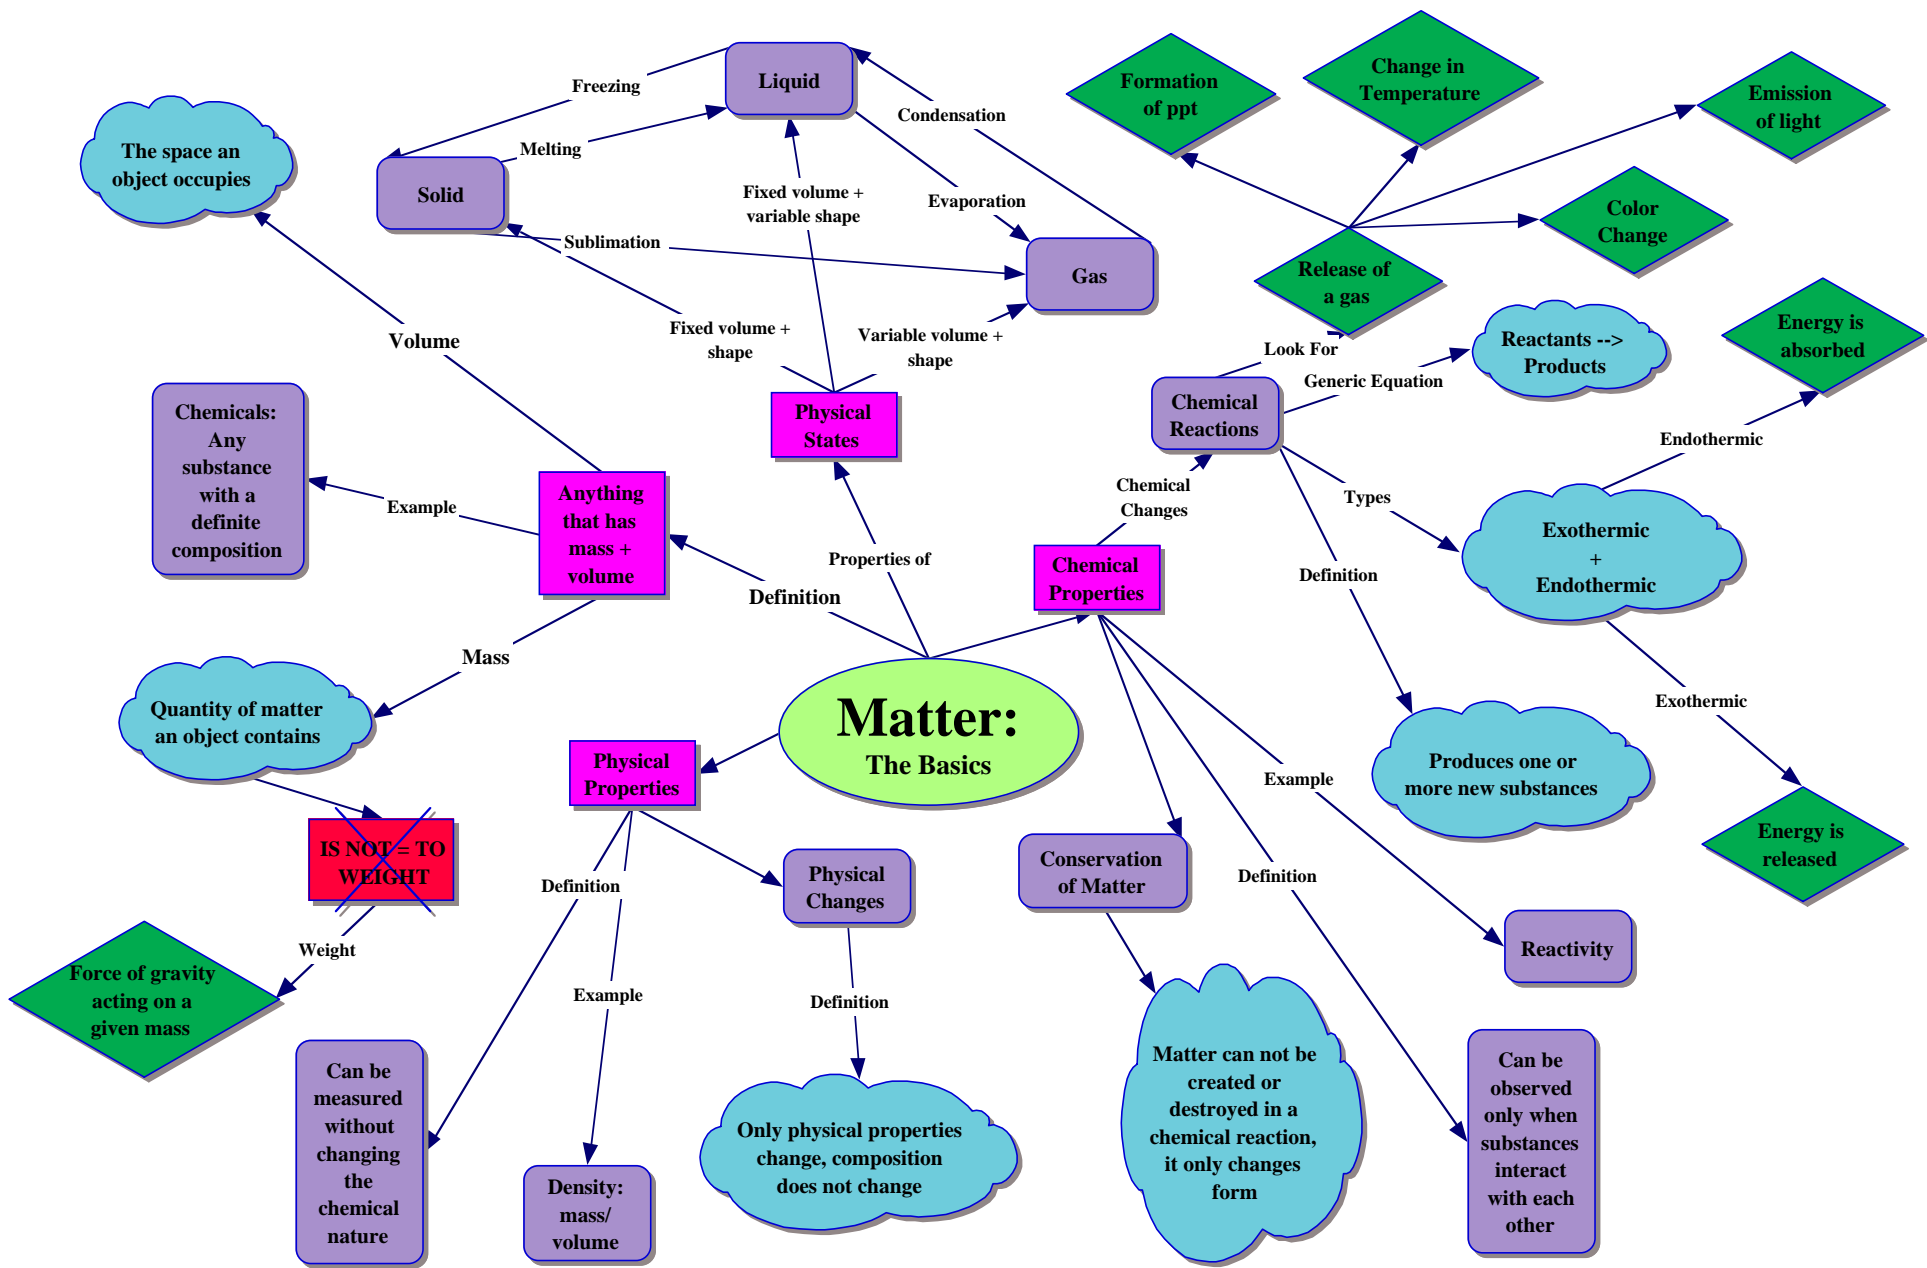 Liquid
Freezing
Condensation
Melting
Solid
Fixed volume +
variable shape
Evaporation
Sublimation
Gas
Fixed volume +
shape
Variable volume +
shape
Physical
States
The space an
object occupies
Volume
Chemicals:
Any
substance
with a
definite
composition
Example
Anything
that has
mass +
volume
Definition
Properties of
Mass
Quantity of matter
an object contains
IS NOT = TO
WEIGHT
Weight
Force of gravity
acting on a
given mass
Matter:
The Basics
Physical
Properties
Definition
Can be
measured
without
changing
the
chemical
nature
Example
Density:
mass/
volume
Physical
Changes
Definition
Only physical properties
change, composition
does not change
Formation
of ppt
Change in
Temperature
Emission
of light
Color
Change
Release of
a gas
Look For
Generic Equation
Reactants -->
Products
Chemical
Reactions
Chemical
Changes
Types
Definition
Chemical
Properties
Energy is
absorbed
Endothermic
Exothermic
+
Endothermic
Exothermic
Energy is
released
Produces one or
more new substances
Example
Reactivity
Conservation
of Matter
Definition
Matter can not be
created or
destroyed in a
chemical reaction,
it only changes
form
Can be
observed
only when
substances
interact
with each
other